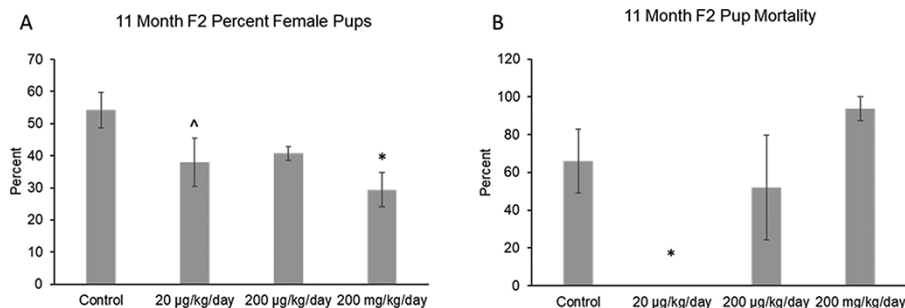 A
11 Month F2 Percent Female Pups
70
60
50
40
30
20
10
0
Percent
^
*
Control 20 µg/kg/day 200 µg/kg/day 200 mg/kg/day
B
11 Month F2 Pup Mortality
120
100
80
60
40
20
0
Percent
*
Control 20 µg/kg/day 200 µg/kg/day 200 mg/kg/day